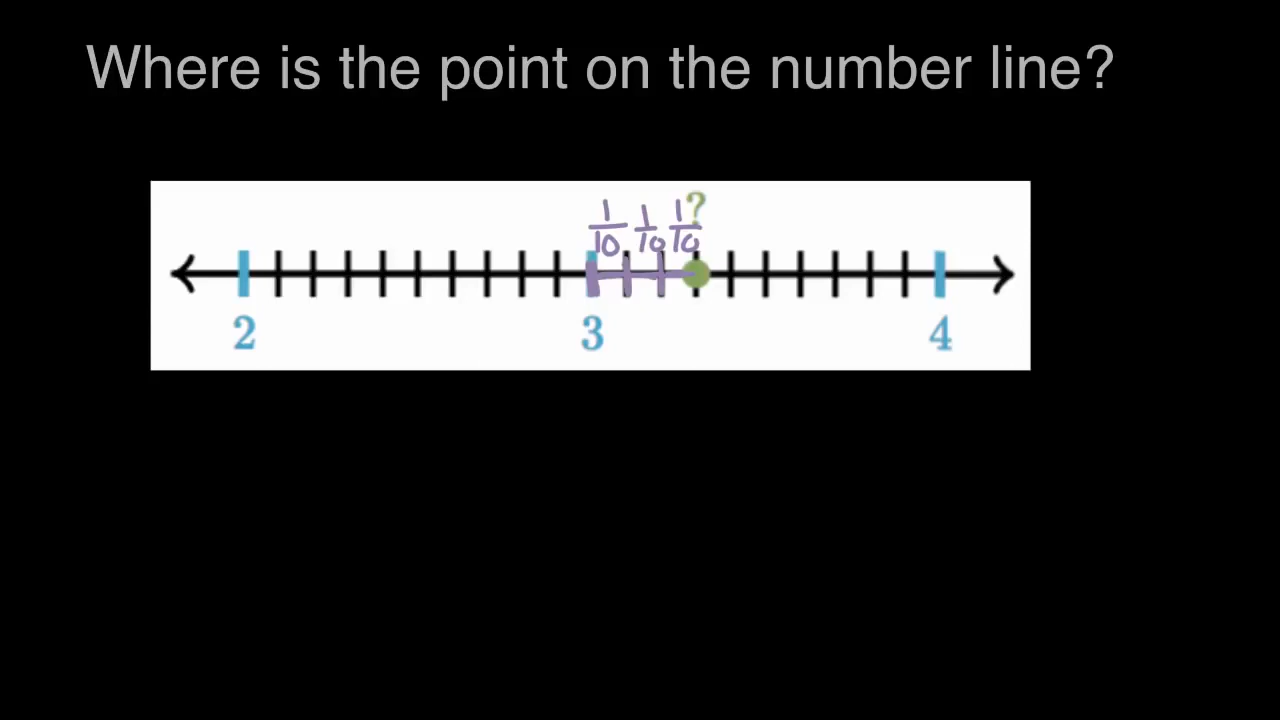 Where is the point on the number line?
?
1/10 1/10 1/10
2 3 4